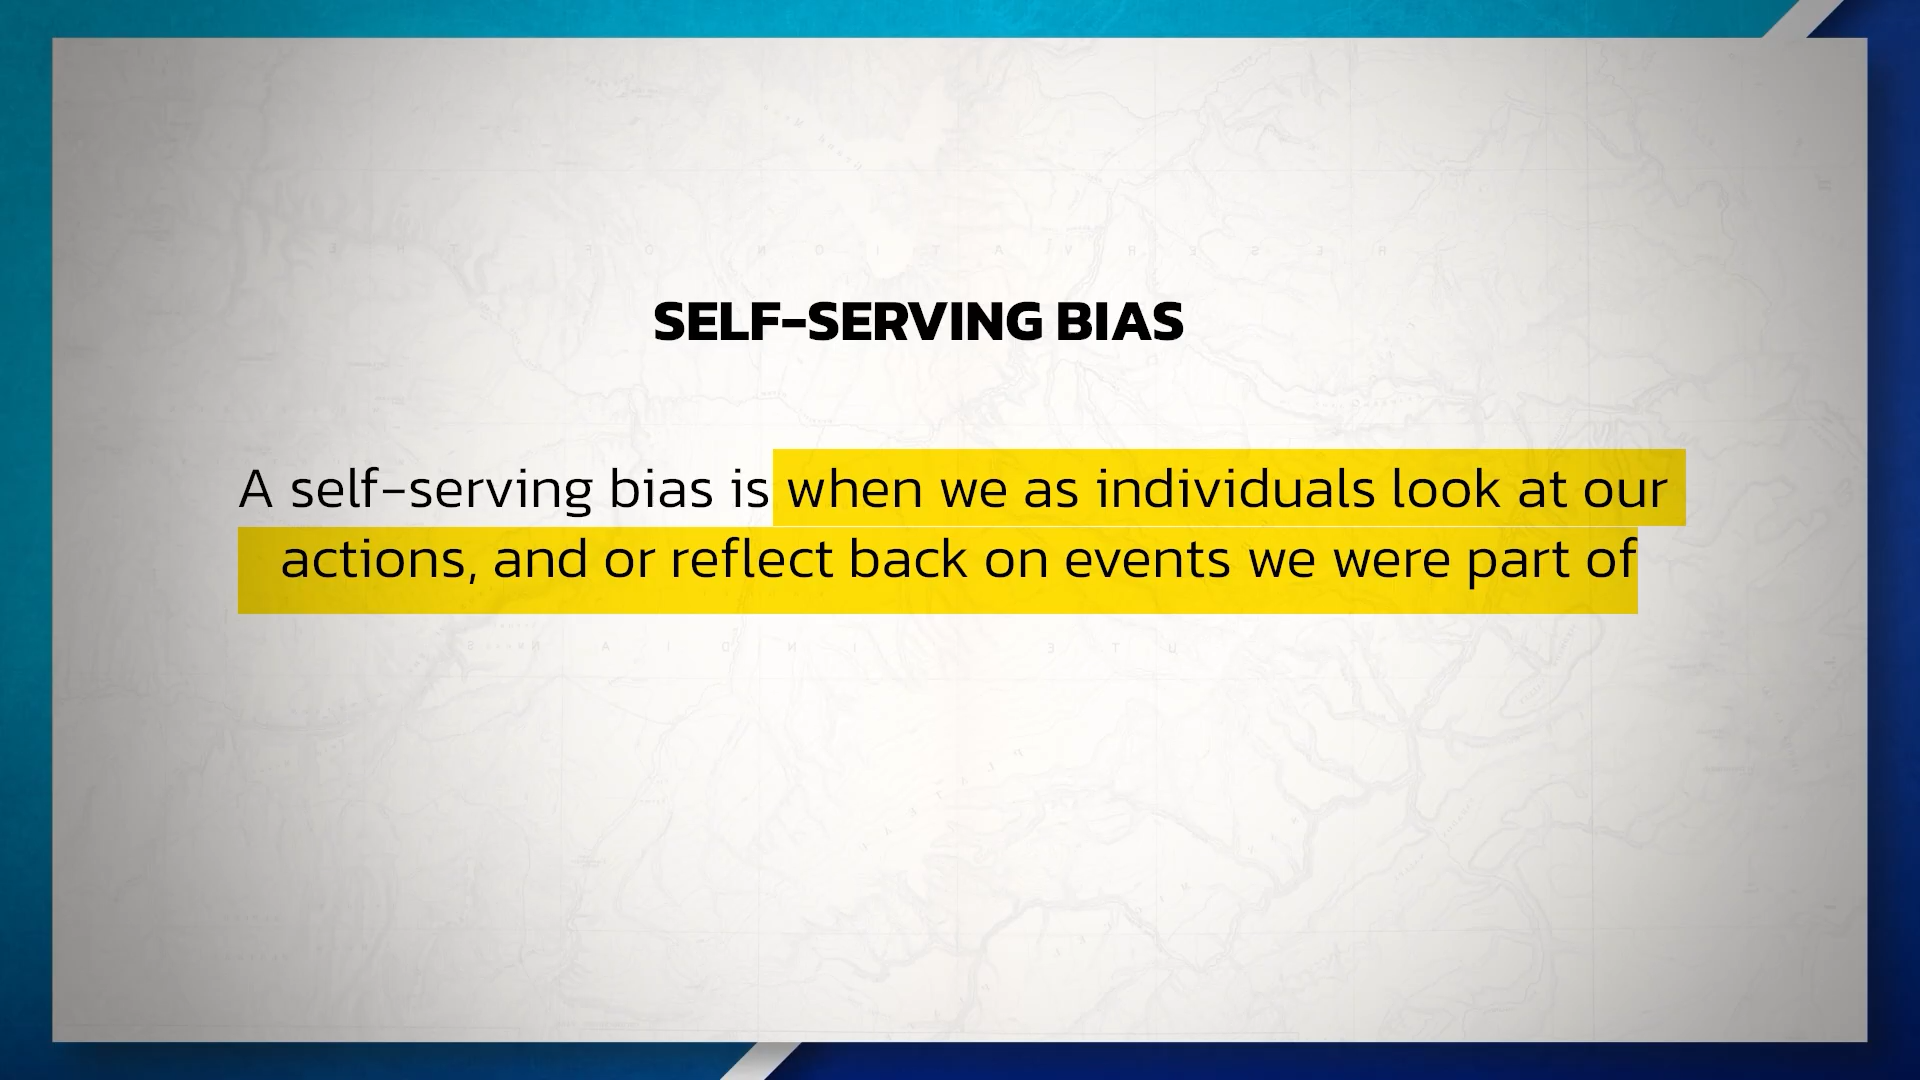 SELF-SERVING BIAS
A self-serving bias is when we as individuals look at our
actions, and or reflect back on events we were part of